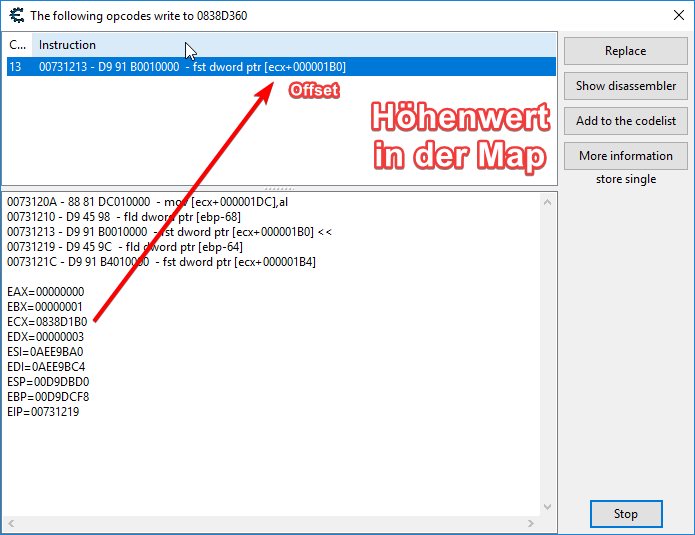 The following opcodes write to 0838D360
C... Instruction
13 00731213 - D9 91 B0010000 - fst dword ptr [ecx+000001B0]
Offset
Höhenwert
in der Map
Replace
Show disassembler
Add to the codelist
More information
store single
0073120A - 88 81 DC010000 - mov [ecx+000001DC],al
00731210 - D9 45 98 - fld dword ptr [ebp-68]
00731213 - D9 91 B0010000 - fst dword ptr [ecx+000001B0] <<
00731219 - D9 45 9C - fld dword ptr [ebp-64]
0073121C - D9 91 B4010000 - fst dword ptr [ecx+000001B4]
EAX=00000000
EBX=00000001
ECX=0838D1B0
EDX=00000003
ESI=0AEE9BA0
EDI=0AEE9BC4
ESP=00D9DBD0
EBP=00D9DCF8
EIP=00731219
Stop